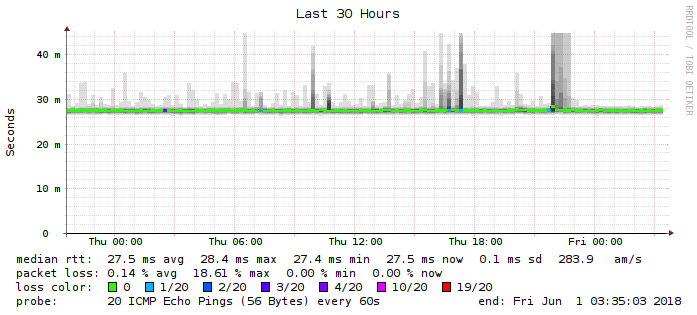 Last 30 Hours
RRDTOOL / TOBI OETIKER
Seconds
40 m
30 m
20 m
10 m
0
Thu 00:00 Thu 06:00 Thu 12:00 Thu 18:00 Fri 00:00
median rtt: 27.5 ms avg 28.4 ms max 27.4 ms min 27.5 ms now 0.1 ms sd 283.9 am/s
packet loss: 0.14 % avg 18.61 % max 0.00 % min 0.00 % now
loss color: 0 1/20 2/20 3/20 4/20 10/20 19/20
probe: 20 ICMP Echo Pings (56 Bytes) every 60s end: Fri Jun 1 03:35:03 2018